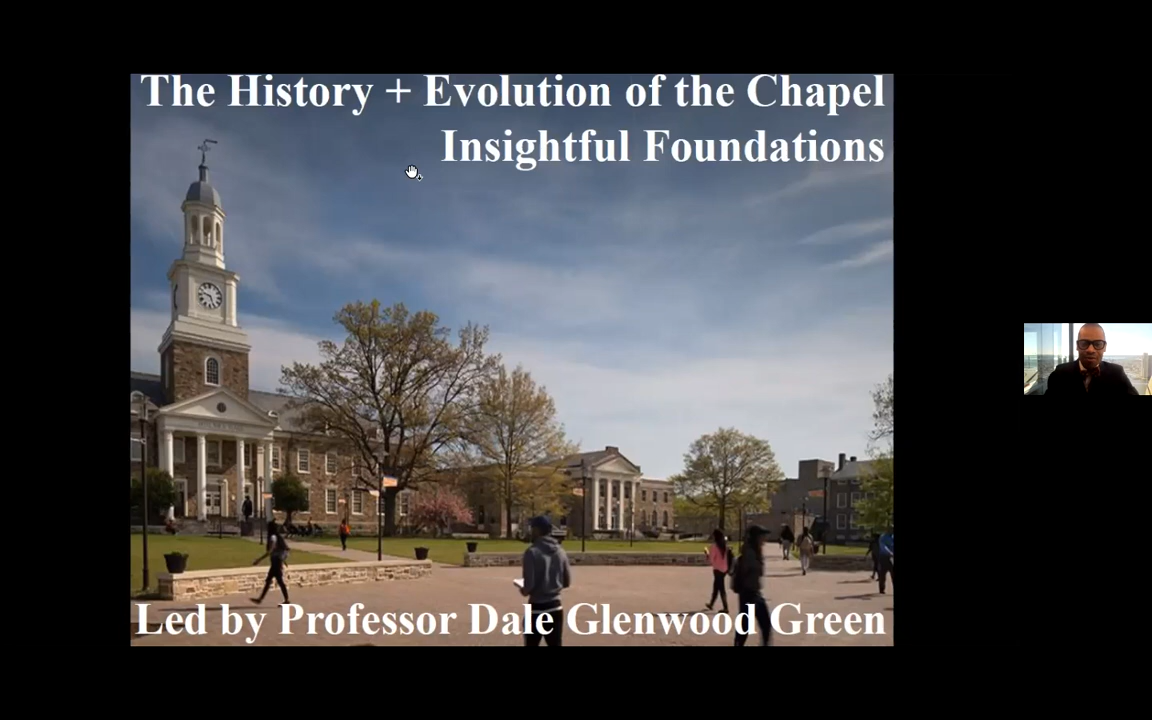 The History + Evolution of the Chapel
Insightful Foundations
Led by Professor Dale Glenwood Green